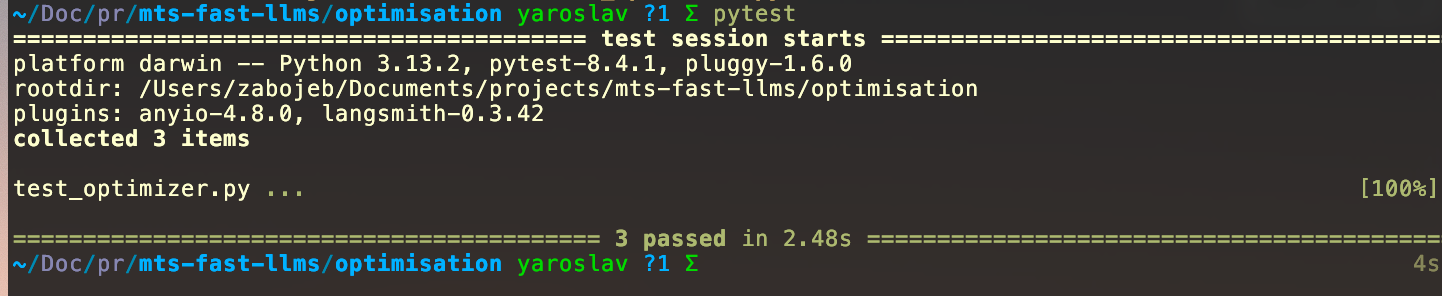 ~/Doc/pr/mts-fast-llms/optimisation yaroslav ?1 Σ pytest
========================================= test session starts ========================================
platform darwin -- Python 3.13.2, pytest-8.4.1, pluggy-1.6.0
rootdir: /Users/zabojeb/Documents/projects/mts-fast-llms/optimisation
plugins: anyio-4.8.0, langsmith-0.3.42
collected 3 items
test_optimizer.py ... [100%]
========================================== 3 passed in 2.48s =========================================
~/Doc/pr/mts-fast-llms/optimisation yaroslav ?1 Σ 4s